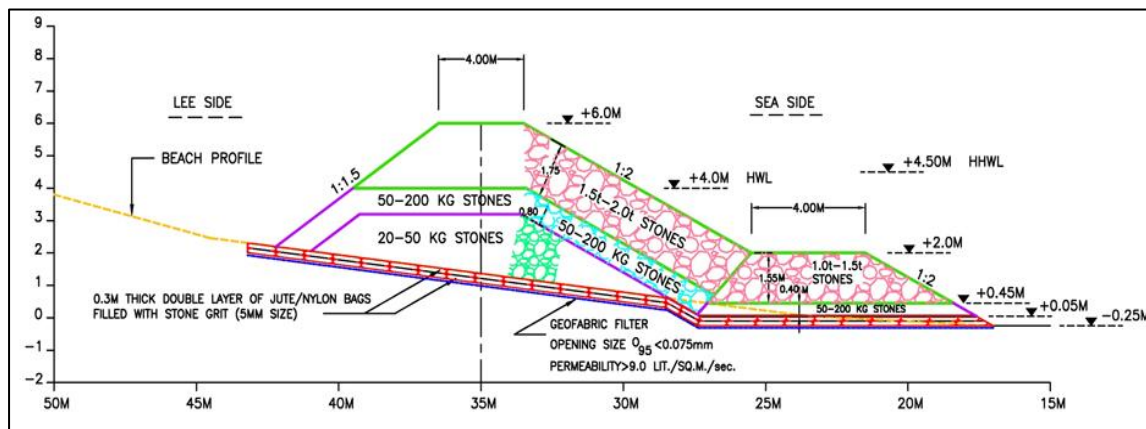 9
8
7
6
5
4
3
2
1
0
-1
-2
4.00M
LEE SIDE
SEA SIDE
+6.0M
BEACH PROFILE
1:1.5
1:2
1.75
+4.50M HHWL
+4.0M HWL
1.5t-2.0t STONES
4.00M
50-200 KG STONES
0.80
50-200 KG STONES
20-50 KG STONES
+2.0M
1.0t-1.5t
STONES
1:2
1.55M
0.40M
+0.45M
50-200 KG STONES
+0.05M
-0.25M
0.3M THICK DOUBLE LAYER OF JUTE/NYLON BAGS
FILLED WITH STONE GRIT (5MM SIZE)
GEOFABRIC FILTER
OPENING SIZE O95 <0.075mm
PERMEABILITY>9.0 LIT./SQ.M./sec.
50M 45M 40M 35M 30M 25M 20M 15M